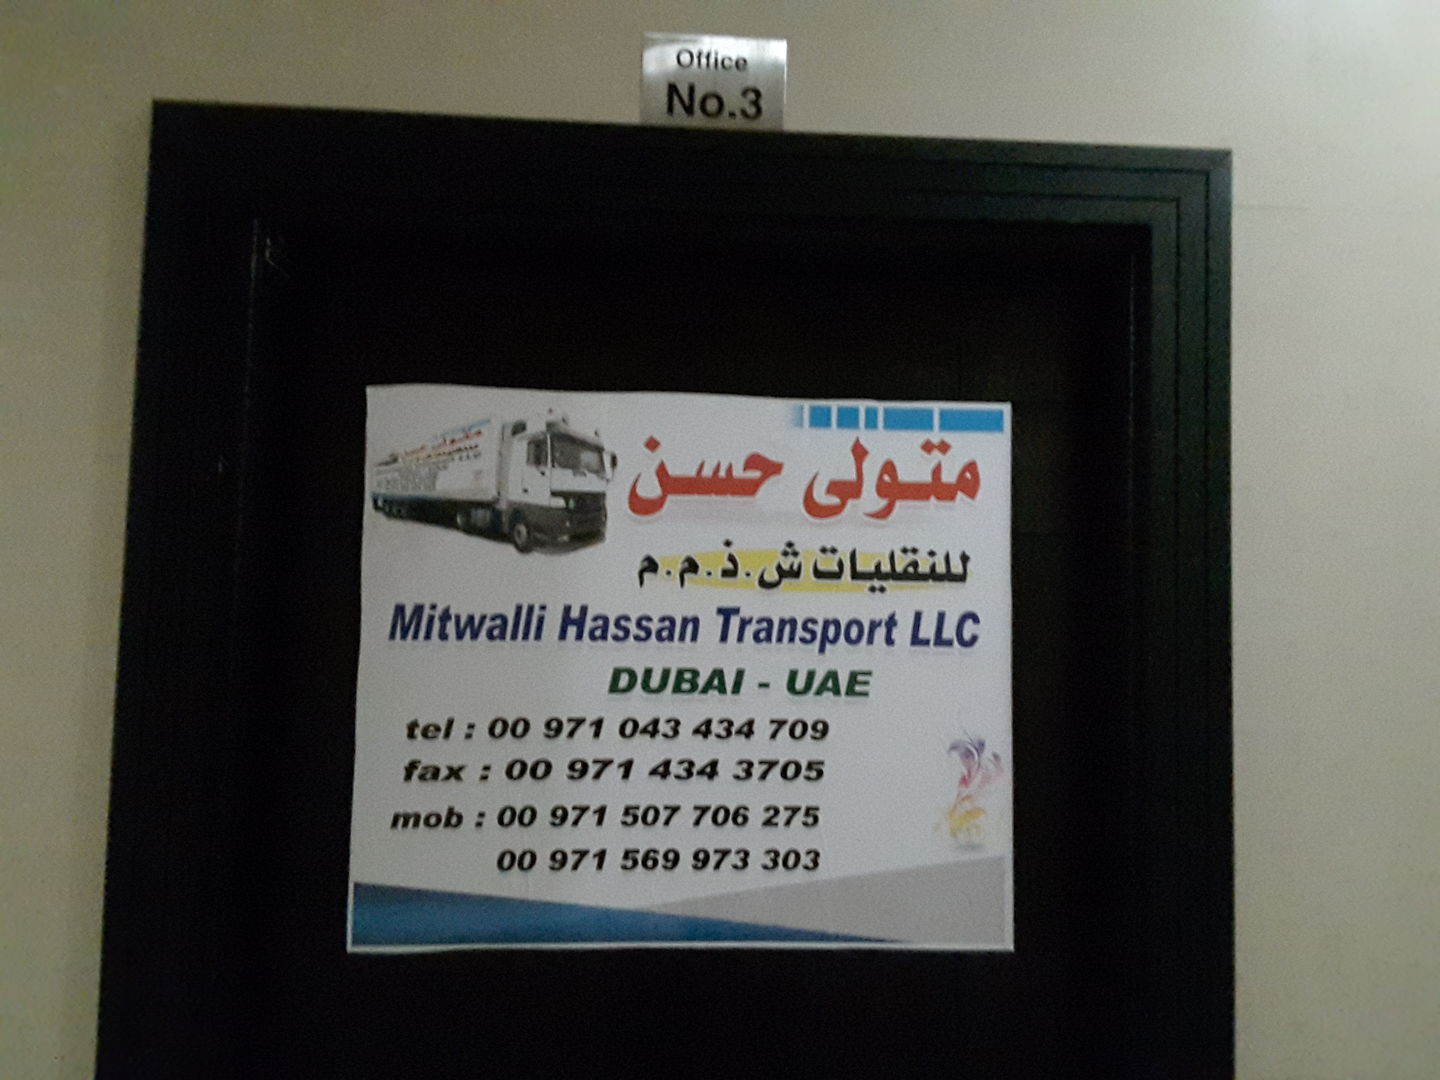 Office
No.3
متولى حسن
للنقليات ش.ذ.م.م
Mitwalli Hassan Transport LLC
DUBAI - UAE
tel : 00 971 043 434 709
fax : 00 971 434 3705
mob : 00 971 507 706 275
00 971 569 973 303